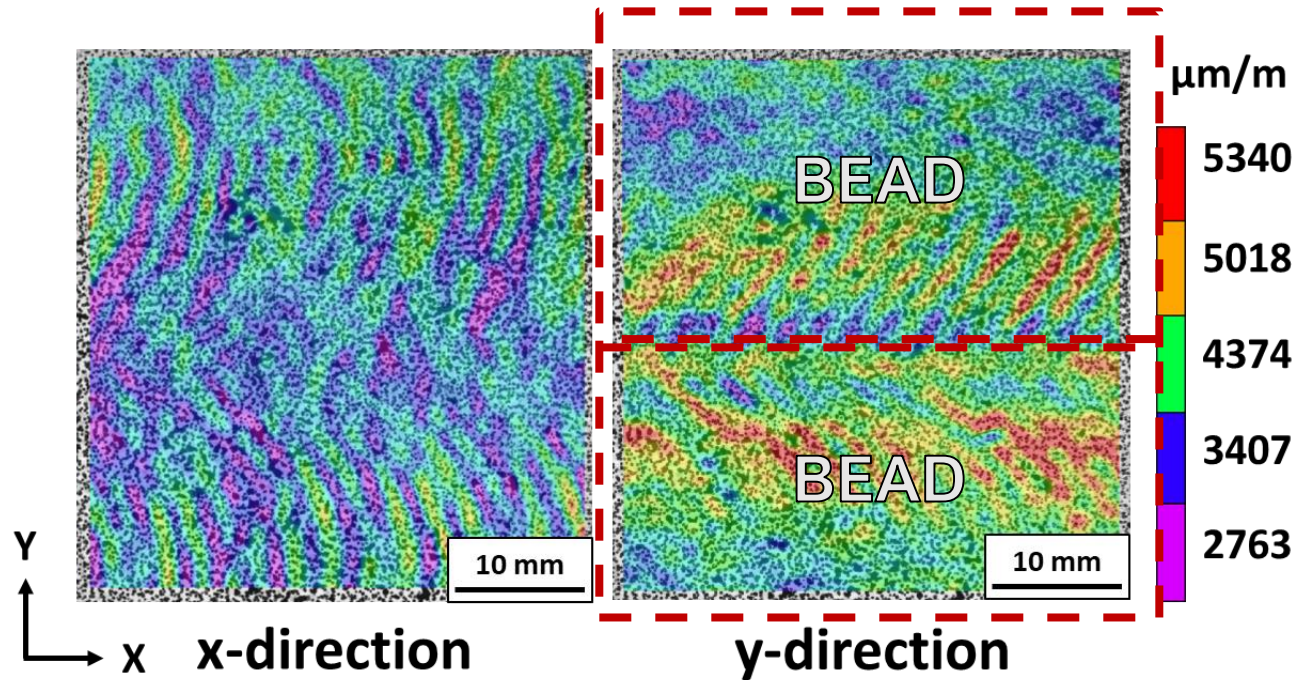 BEAD
BEAD
µm/m
5340
5018
4374
3407
2763
10 mm
10 mm
Y
X
x-direction
y-direction